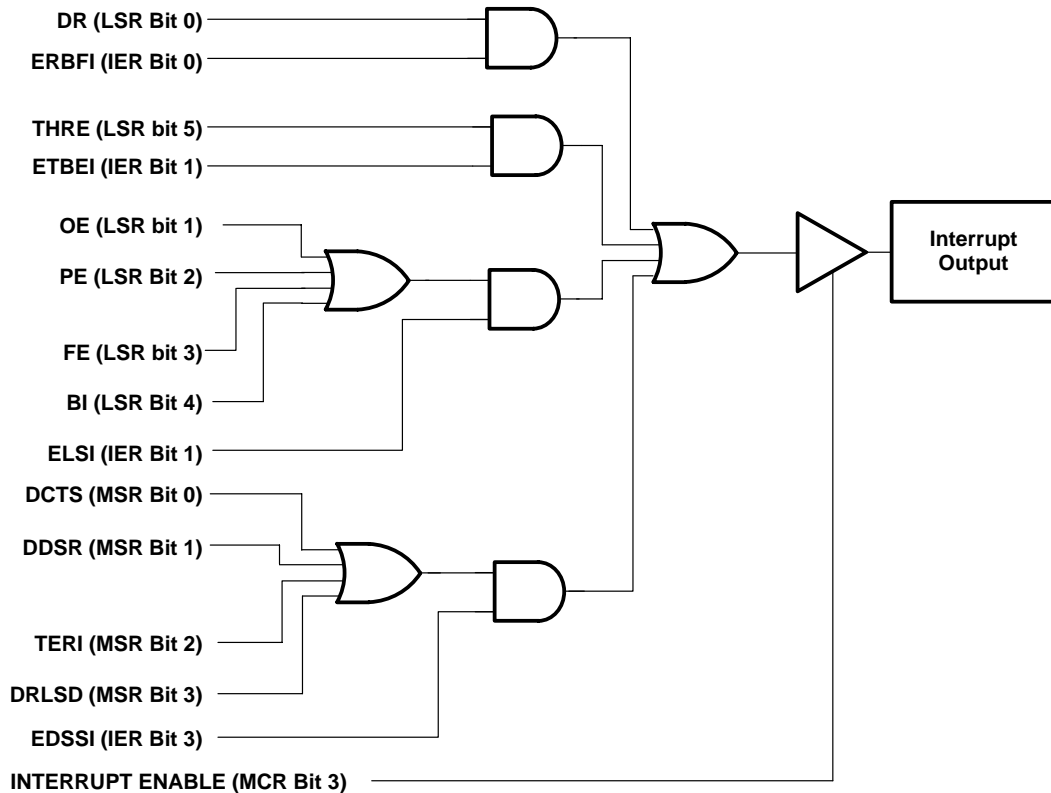 DR (LSR Bit 0)
ERBFI (IER Bit 0)
THRE (LSR bit 5)
ETBEI (IER Bit 1)
OE (LSR bit 1)
PE (LSR Bit 2)
FE (LSR bit 3)
BI (LSR Bit 4)
ELSI (IER Bit 1)
DCTS (MSR Bit 0)
DDSR (MSR Bit 1)
TERI (MSR Bit 2)
DRLSD (MSR Bit 3)
EDSSI (IER Bit 3)
INTERRUPT ENABLE (MCR Bit 3)
Interrupt
Output